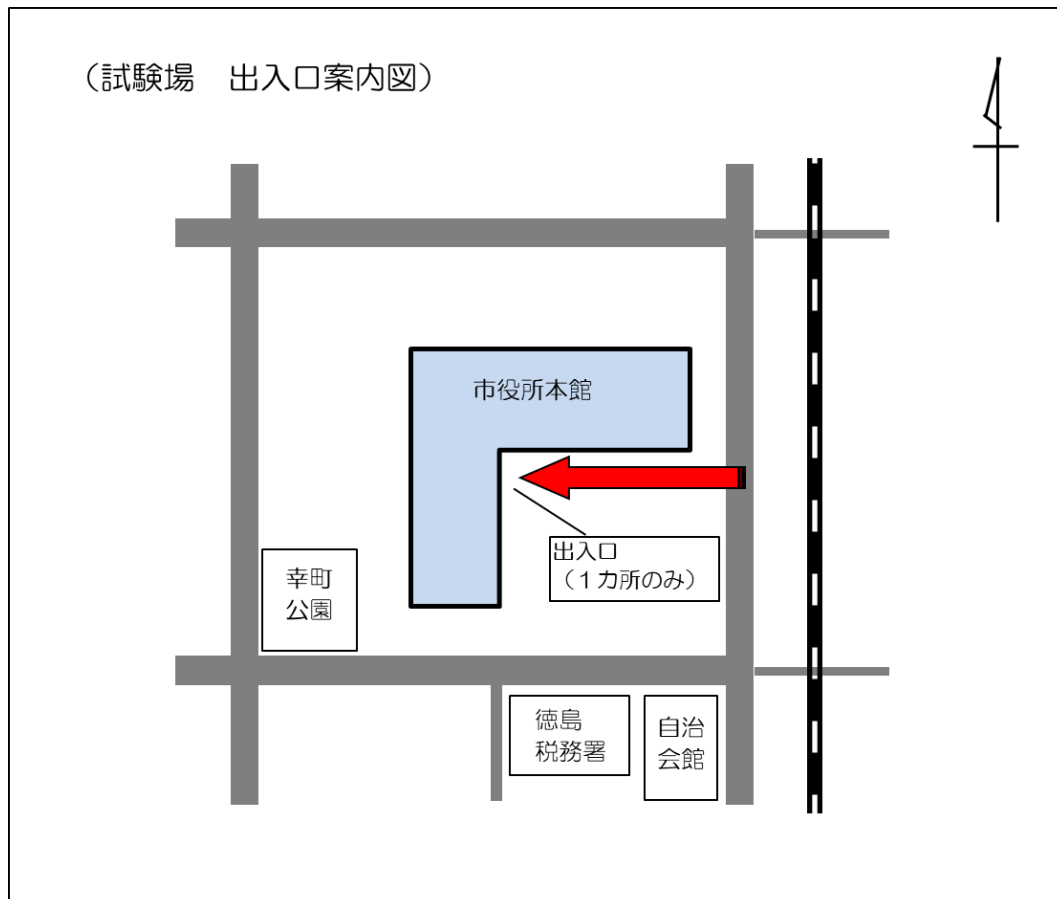 （試験場　出入口案内図）
市役所本館
出入口
（１カ所のみ）
幸町
公園
徳島
税務署
自治
会館